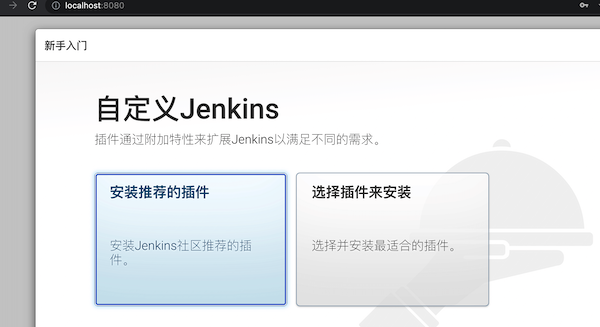 localhost:8080
新手入门
自定义Jenkins
插件通过附加特性来扩展Jenkins以满足不同的需求。
安装推荐的插件
选择插件来安装
安装Jenkins社区推荐的插
件。
选择并安装最适合的插件。